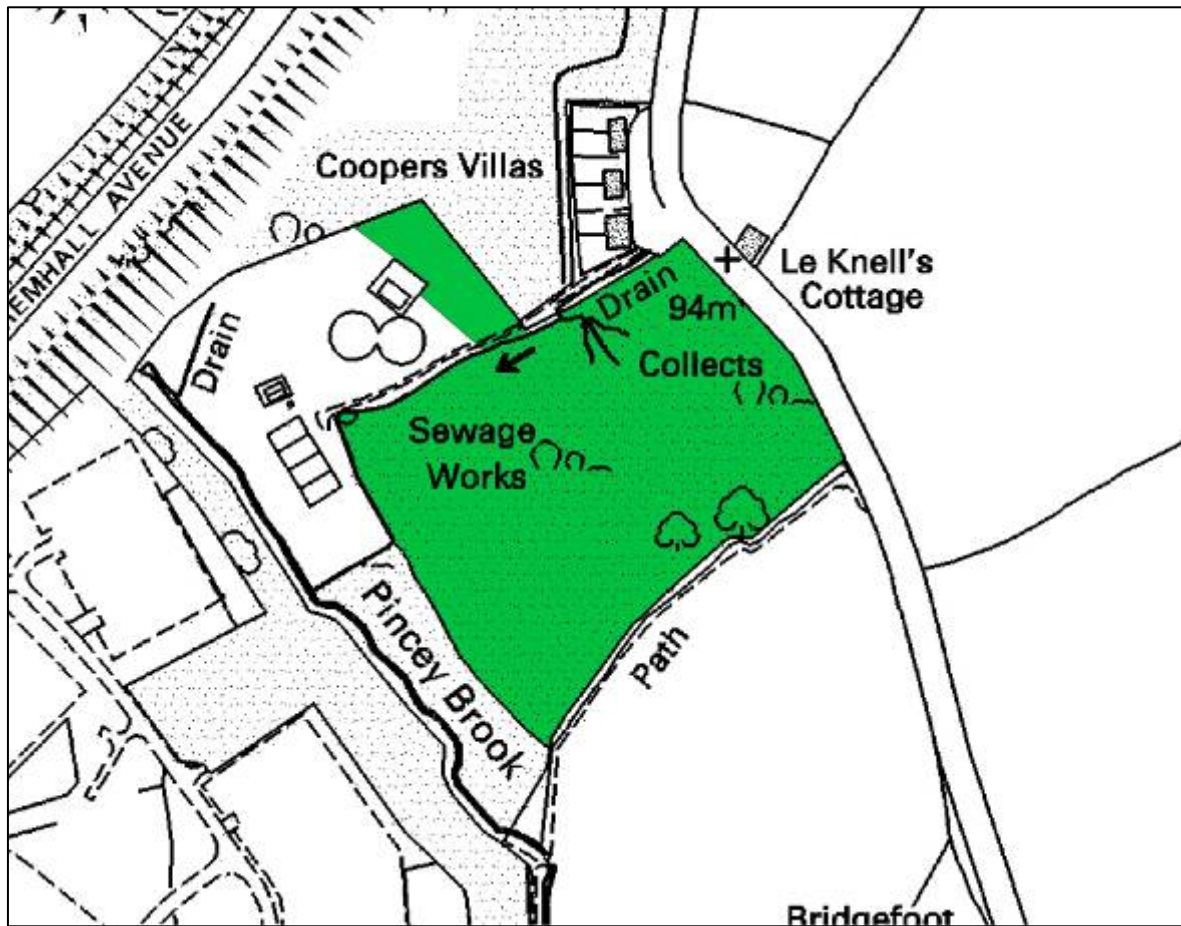 EMHALL AVENUE
Coopers Villas
Drain
Drain
94m
Le Knell's
Cottage
Collects
Sewage
Works
Pincey Brook
Path
Bridgefoot